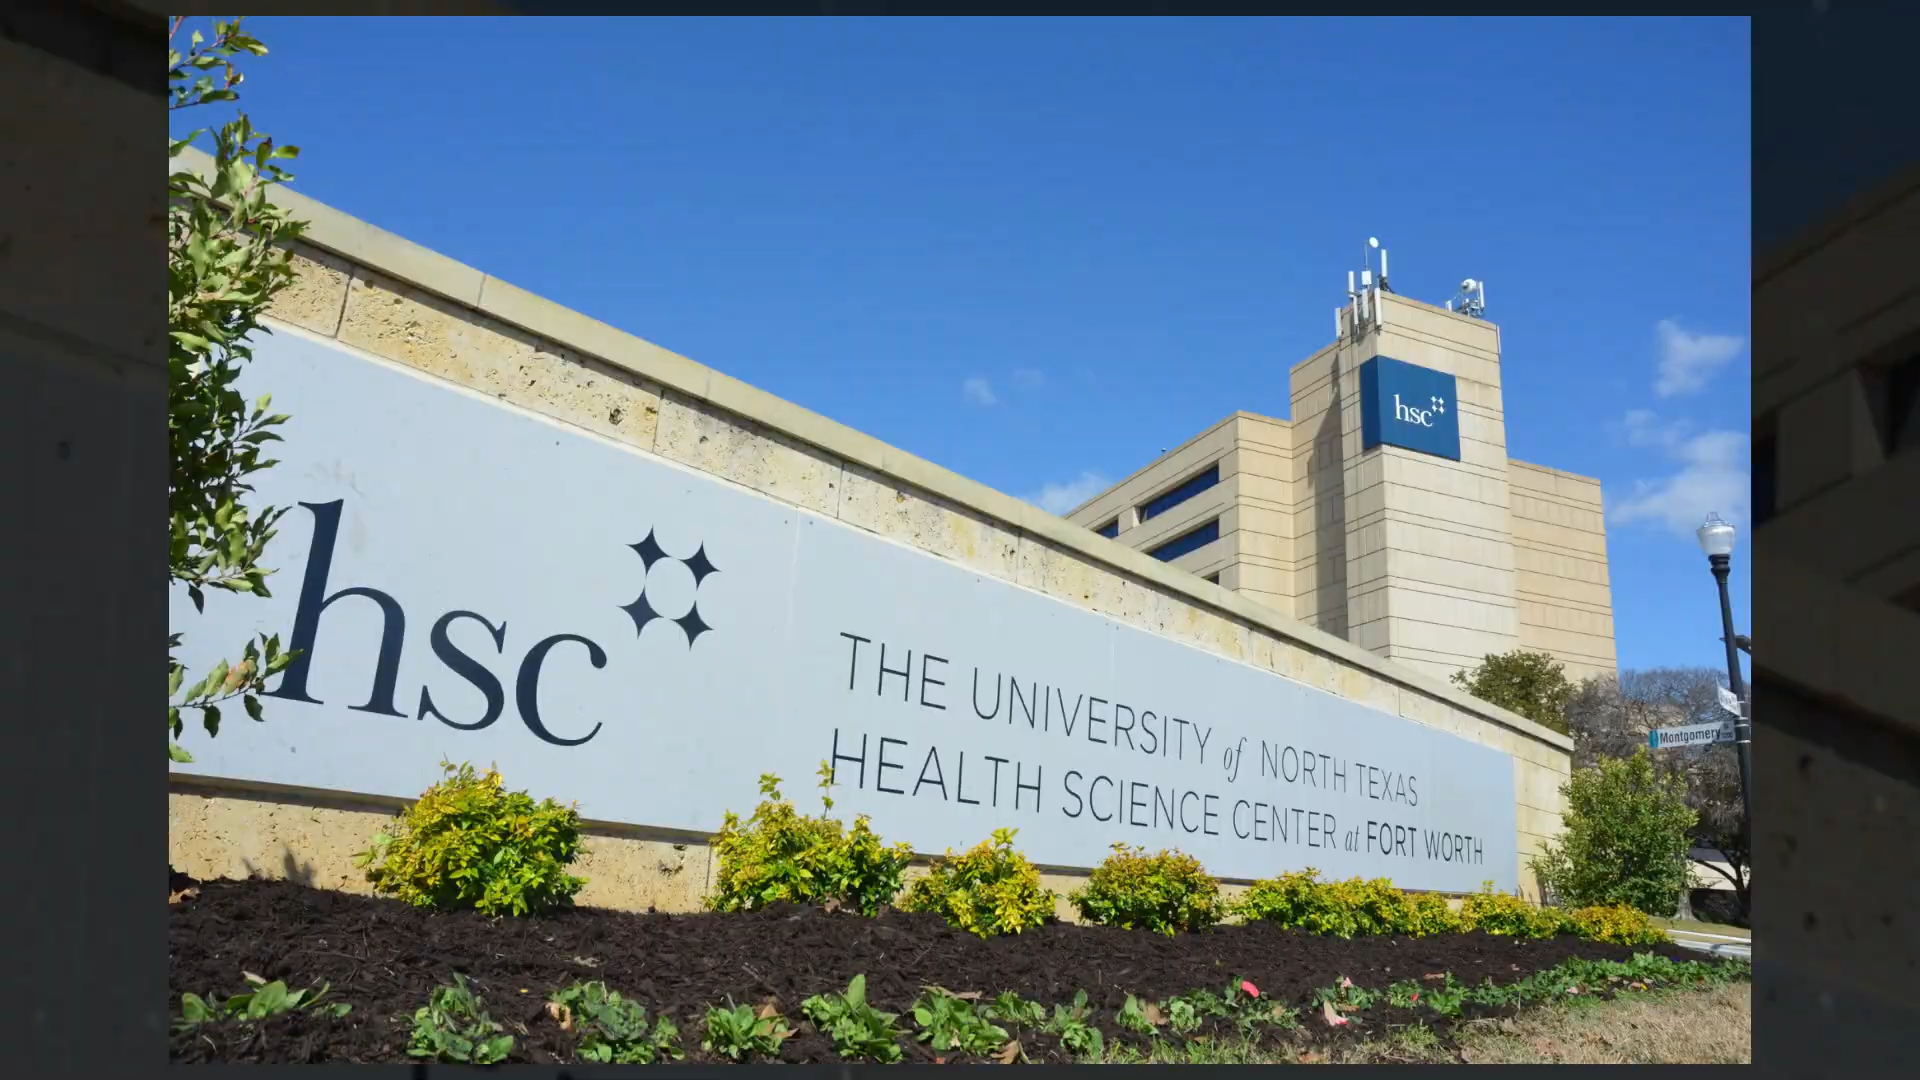 hsc
hsc
THE UNIVERSITY of NORTH TEXAS
HEALTH SCIENCE CENTER at FORT WORTH
Montgomery